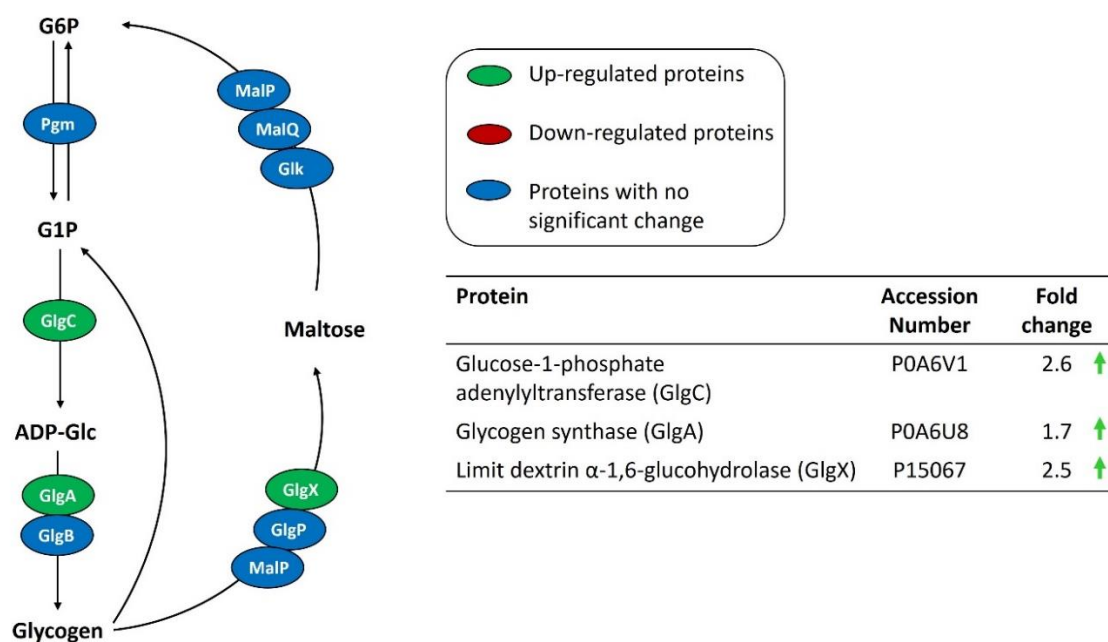 G6P
Pgm
G1P
GlgC
ADP-Glc
GlgA
GlgB
Glycogen
MalP
MalQ
Glk
Maltose
GlgX
GlgP
MalP
Up-regulated proteins
Down-regulated proteins
Proteins with no
significant change
Protein Accession Number Fold change
Glucose-1-phosphate
adenylyltransferase (GlgC) P0A6V1 2.6
Glycogen synthase (GlgA) P0A6U8 1.7
Limit dextrin α-1,6-glucohydrolase (GlgX) P15067 2.5